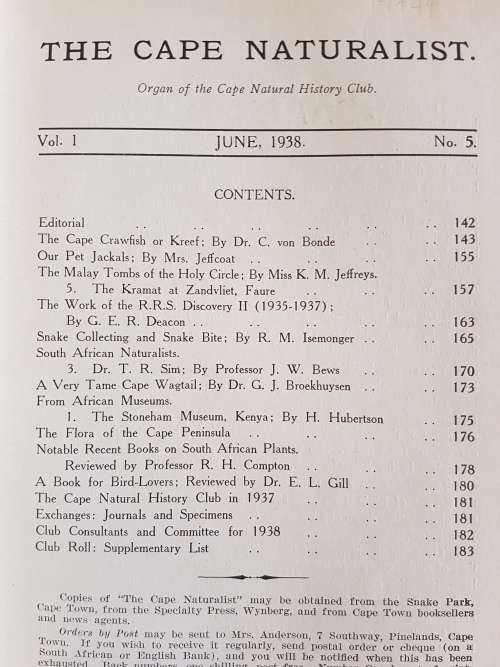 THE CAPE NATURALIST.
Organ of the Cape Natural History Club.
Vol. 1 JUNE, 1938. No. 5.
CONTENTS.
Editorial .. .. .. .. .. .. 142
The Cape Crawfish or Kreef; By Dr. C. von Bonde .. .. 143
Our Pet Jackals; By Mrs. Jeffcoat .. .. .. .. 155
The Malay Tombs of the Holy Circle; By Miss K. M. Jeffreys.
5. The Kramat at Zandvliet, Faure .. .. .. 157
The Work of the R.R.S. Discovery II (1935-1937);
By G. E. R. Deacon .. .. .. .. .. 163
Snake Collecting and Snake Bite; By R. M. Isemonger .. .. 165
South African Naturalists.
3. Dr. T. R. Sim; By Professor J. W. Bews .. .. 170
A Very Tame Cape Wagtail; By Dr. G. J. Broekhuysen .. .. 173
From African Museums.
1. The Stoneham Museum, Kenya; By H. Hubertson .. 175
The Flora of the Cape Peninsula .. .. .. .. 176
Notable Recent Books on South African Plants.
Reviewed by Professor R. H. Compton .. .. .. 178
A Book for Bird-Lovers; Reviewed by Dr. E. L. Gill .. .. 180
The Cape Natural History Club in 1937 .. .. .. 181
Exchanges: Journals and Specimens .. .. .. .. 181
Club Consultants and Committee for 1938 .. .. .. 182
Club Roll: Supplementary List .. .. .. .. 183
Copies of "The Cape Naturalist" may be obtained from the Snake Park,
Cape Town, from the Specialty Press, Wynberg, and from Cape Town booksellers
and news agents.
Orders by Post may be sent to Mrs. Anderson, 7 Southway, Pinelands, Cape
Town. If you wish to receive it regularly, send postal order or cheque (on a
South African or English Bank), and you will be notified when this has been
exhausted. Back numbers, one shilling